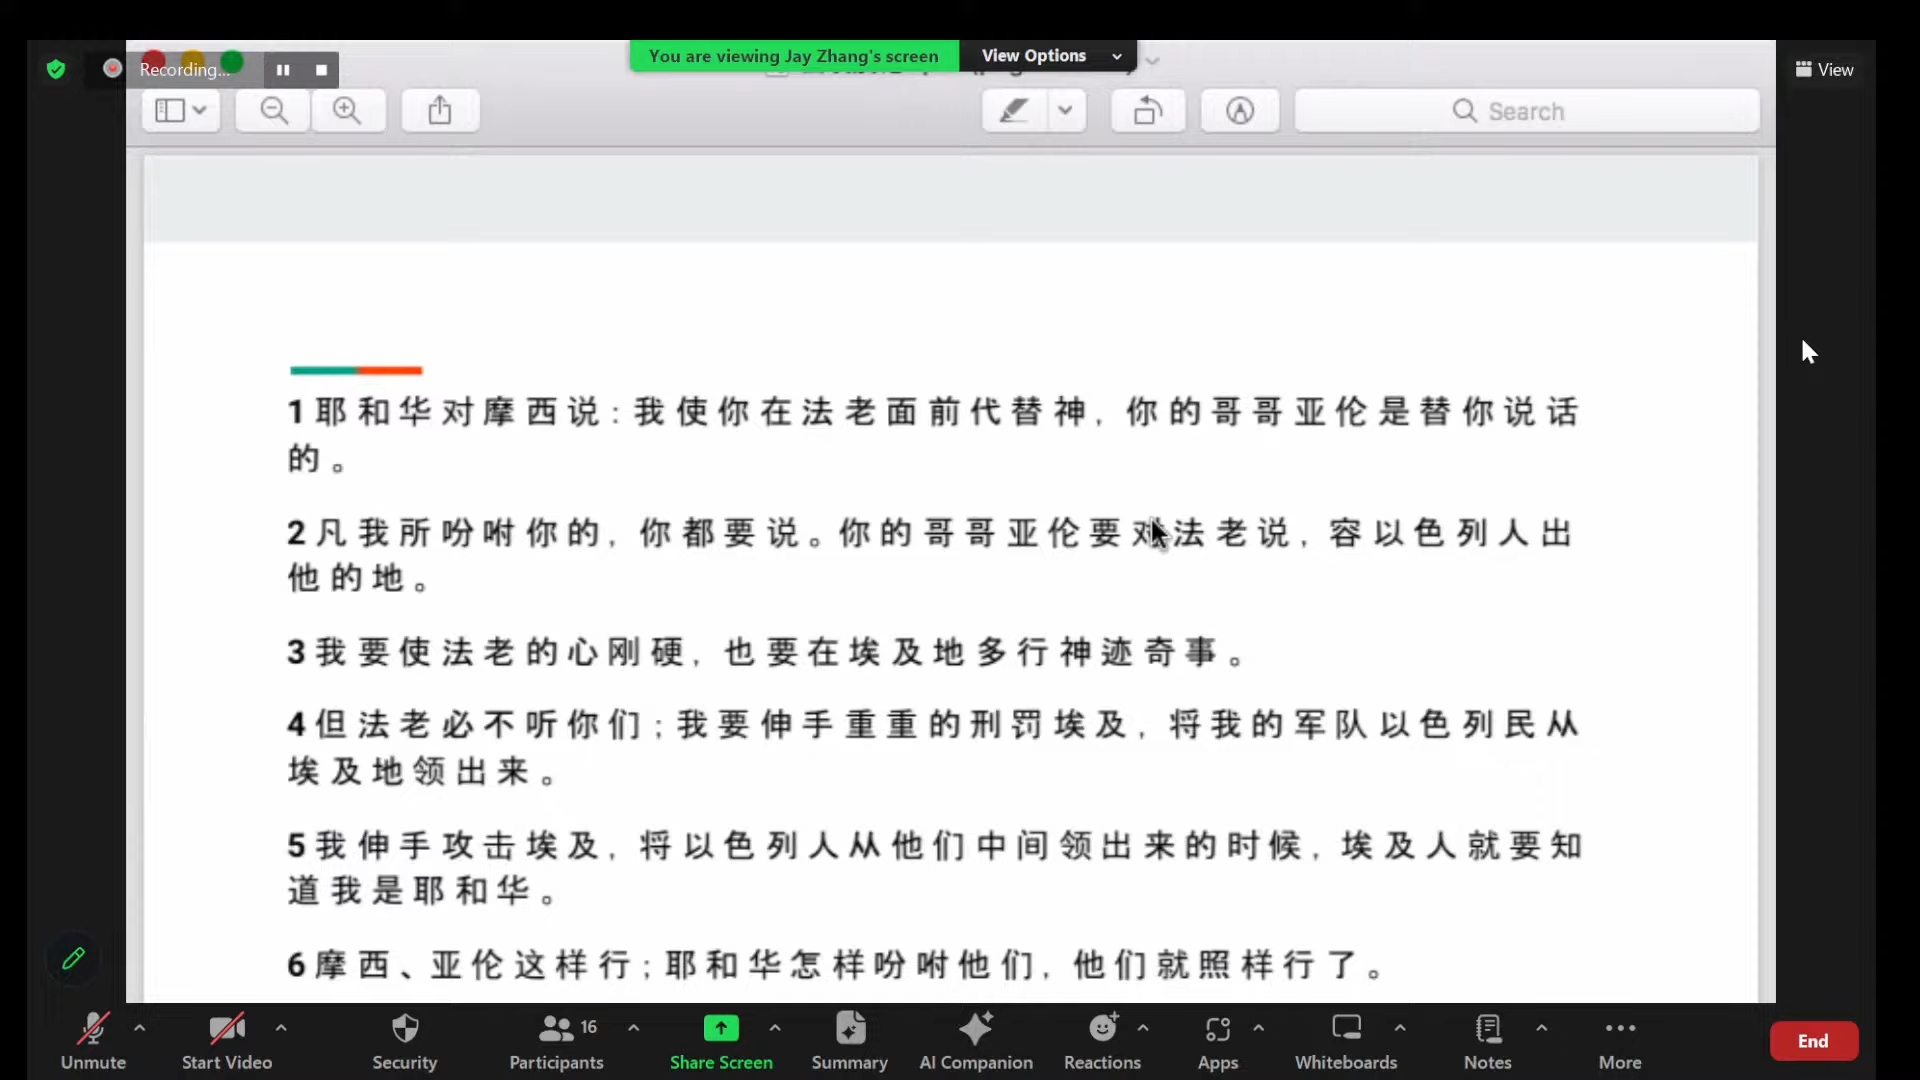 Recording...
You are viewing Jay Zhang's screen
View Options
View
Search
1 耶和华对摩西说：我使你在法老面前代替神，你的哥哥亚伦是替你说话
的。
2 凡我所吩咐你的，你都要说。你的哥哥亚伦要对法老说，容以色列人出
他的地。
3 我要使法老的心刚硬，也要在埃及地多行神迹奇事。
4 但法老必不听你们；我要伸手重重的刑罚埃及，将我的军队以色列民从
埃及地领出来。
5 我伸手攻击埃及，将以色列人从他们中间领出来的时候，埃及人就要知
道我是耶和华。
6 摩西、亚伦这样行；耶和华怎样吩咐他们，他们就照样行了。
16
Unmute
Start Video
Security
Participants
Share Screen
Summary
AI Companion
Reactions
Apps
Whiteboards
Notes
More
End